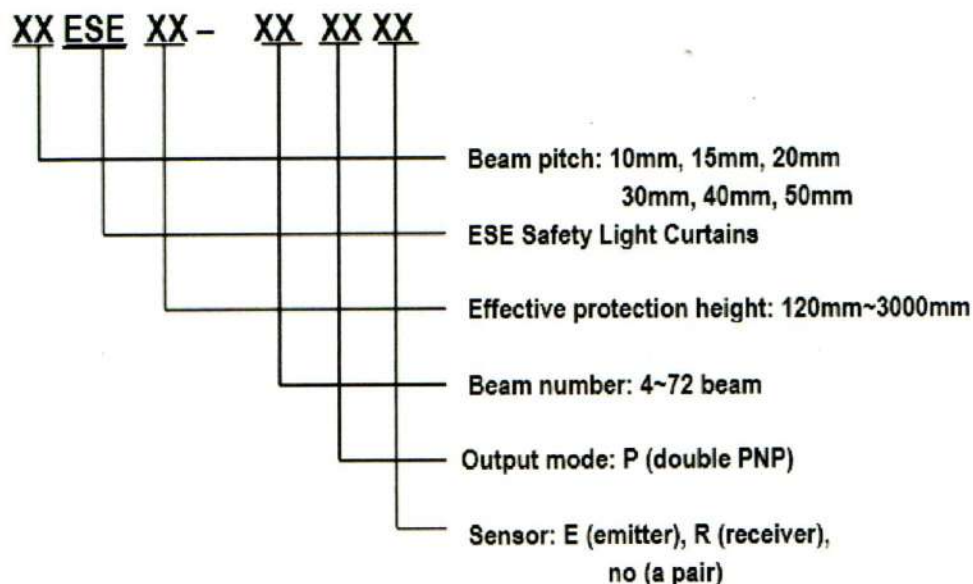 XX ESE XX – XX XX XX
Beam pitch: 10mm, 15mm, 20mm
30mm, 40mm, 50mm
ESE Safety Light Curtains
Effective protection height: 120mm~3000mm
Beam number: 4~72 beam
Output mode: P (double PNP)
Sensor: E (emitter), R (receiver),
no (a pair)